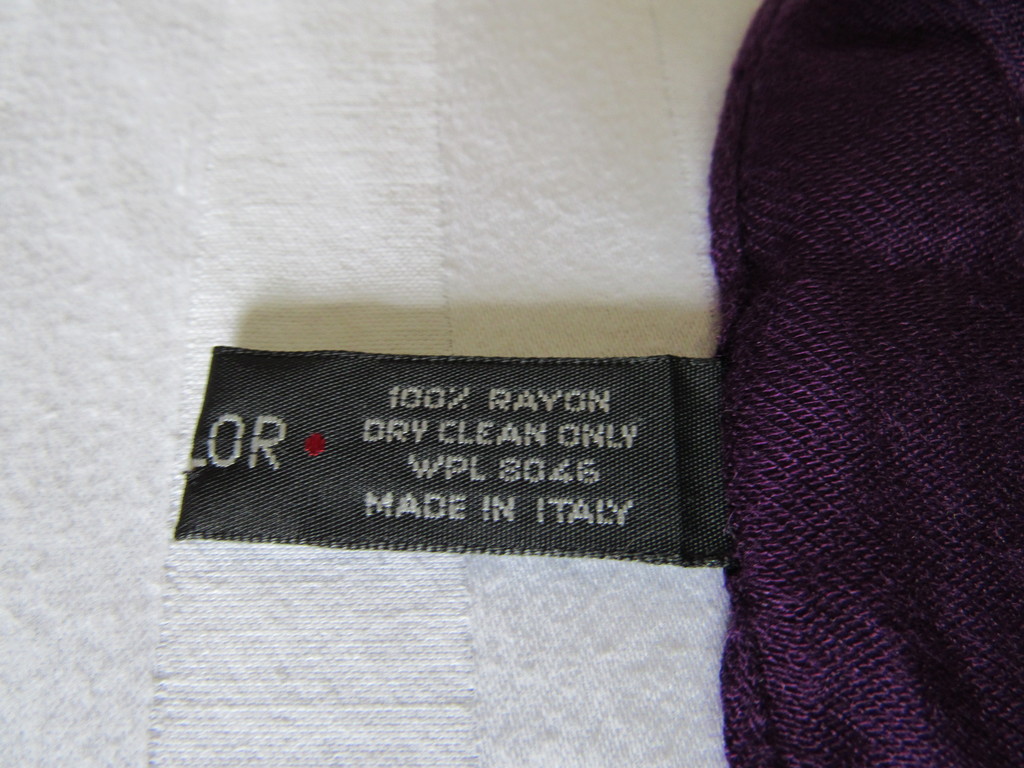 LOR
100% RAYON
DRY CLEAN ONLY
WPL 8046
MADE IN ITALY